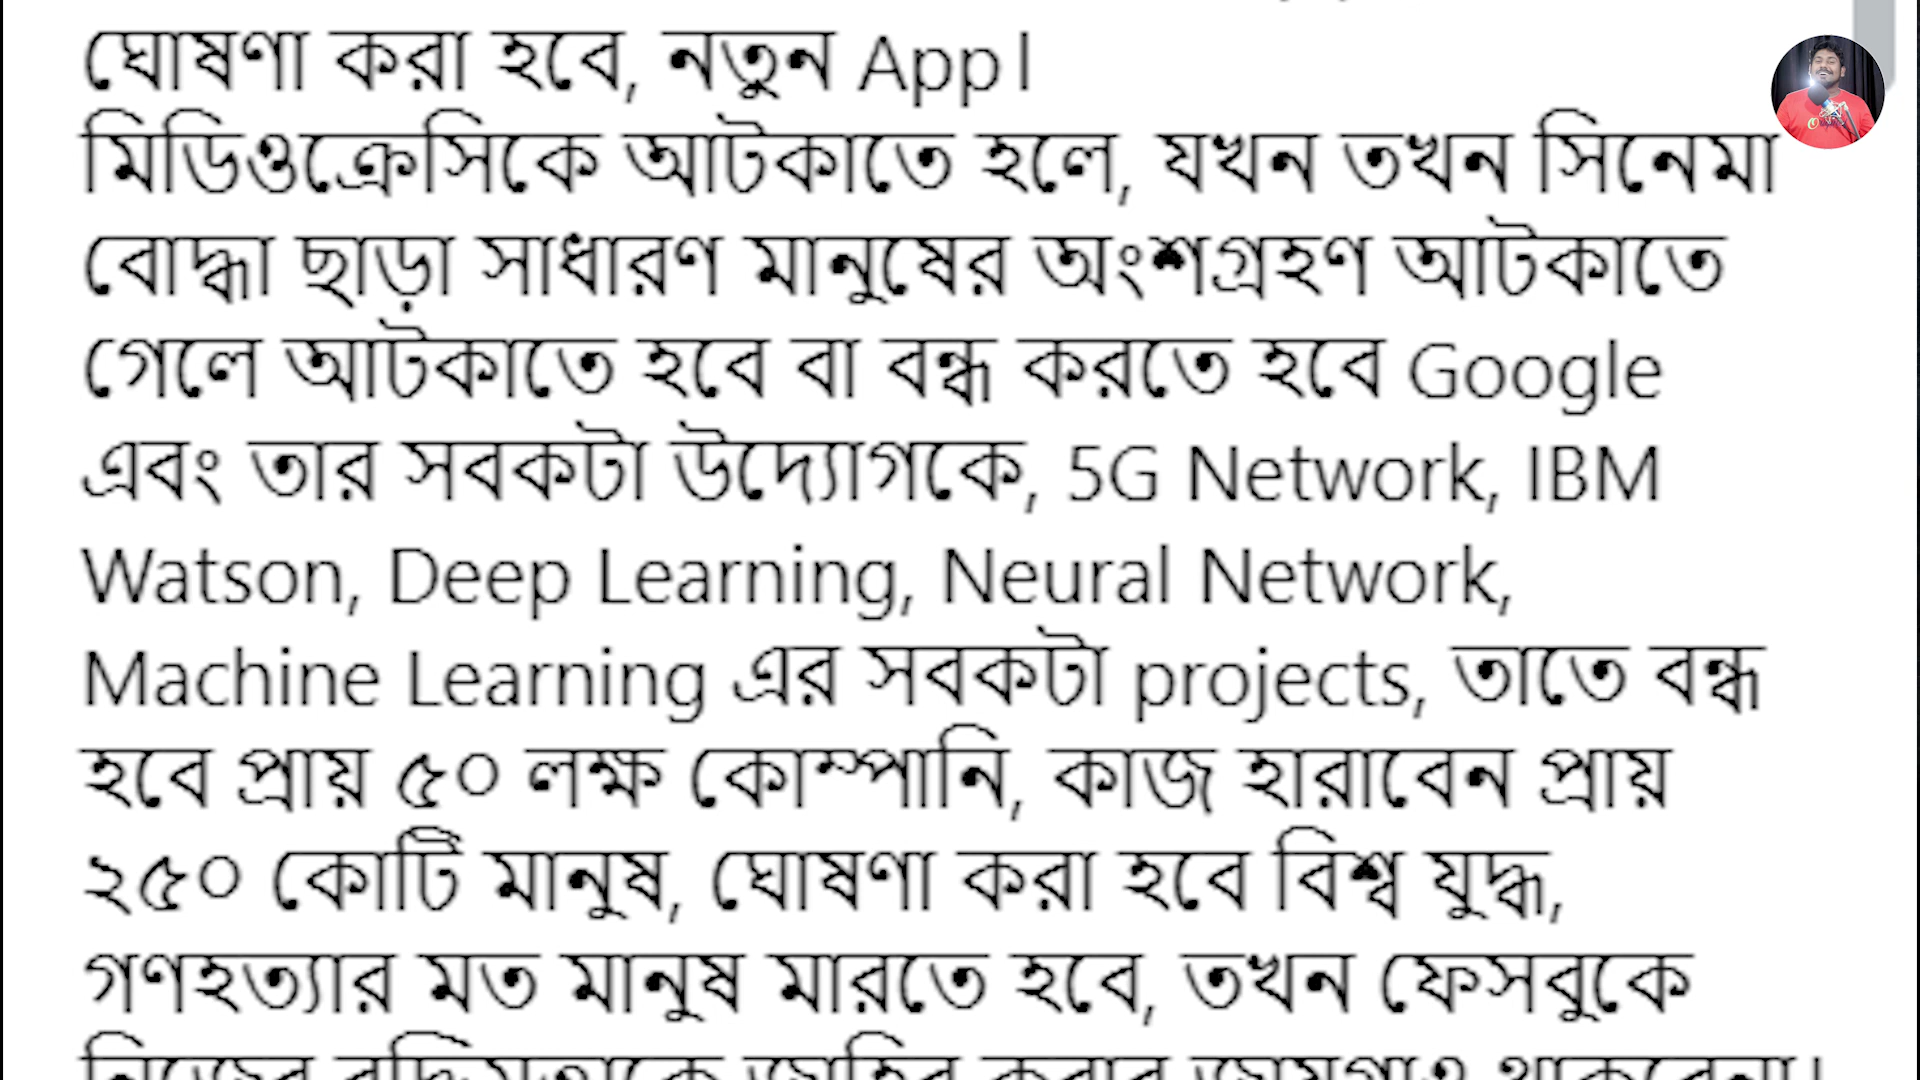 ঘোষণা করা হবে, নতুন App।
মিডিওক্রেসিকে আটকাতে হলে, যখন তখন সিনেমা
বোদ্ধা ছাড়া সাধারণ মানুষের অংশগ্রহণ আটকাতে
গেলে আটকাতে হবে বা বন্ধ করতে হবে Google
এবং তার সবকটা উদ্যোগকে, 5G Network, IBM
Watson, Deep Learning, Neural Network,
Machine Learning এর সবকটা projects, তাতে বন্ধ
হবে প্রায় ৫০ লক্ষ কোম্পানি, কাজ হারাবেন প্রায়
২৫০ কোটি মানুষ, ঘোষণা করা হবে বিশ্ব যুদ্ধ,
গণহত্যার মত মানুষ মারতে হবে, তখন ফেসবুকে